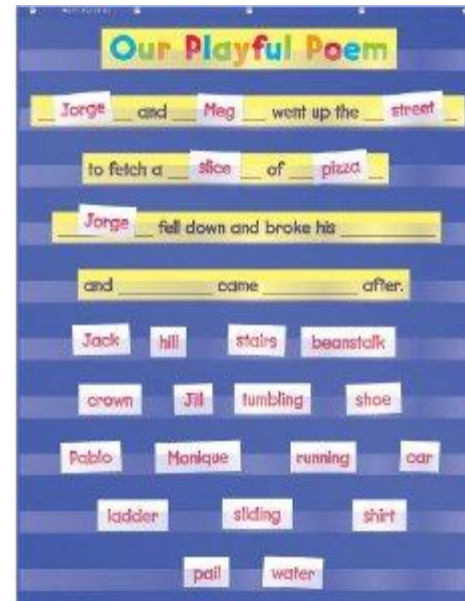 Our Playful Poem
Jorge and Meg went up the street
to fetch a slice of pizza
Jorge fell down and broke his
and came after.
Jack hill stairs beanstalk
crown Jill tumbling shoe
Pablo Monique running car
ladder sliding shirt
pail water